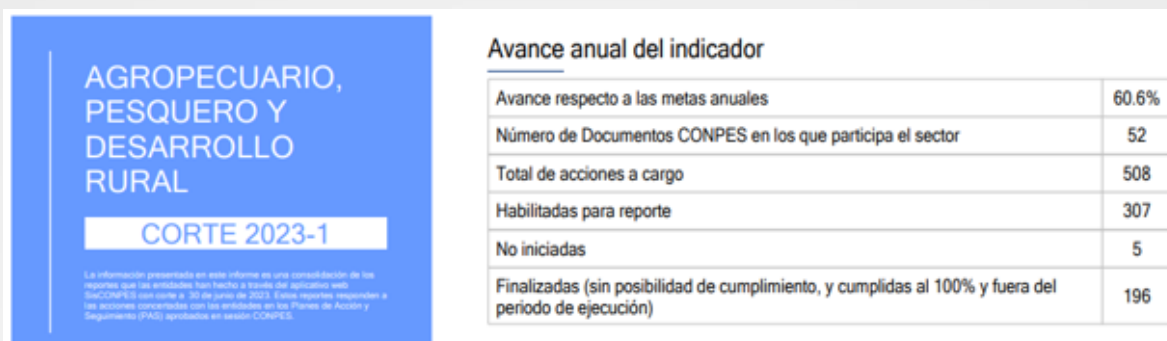 AGROPECUARIO,
PESQUERO Y
DESARROLLO
RURAL
CORTE 2023-1
La información presentada en este informe es una consolidación de los
reportes que las entidades han hecho a través del aplicativo web
SisCONPES con corte a 30 de junio de 2023. Estos reportes responden a
las acciones concertadas con las entidades en los Planes de Acción y
Seguimiento (PAS) aprobados en sesión CONPES.
Avance anual del indicador
Avance respecto a las metas anuales 60.6%
Número de Documentos CONPES en los que participa el sector 52
Total de acciones a cargo 508
Habilitadas para reporte 307
No iniciadas 5
Finalizadas (sin posibilidad de cumplimiento, y cumplidas al 100% y fuera del
periodo de ejecución) 196